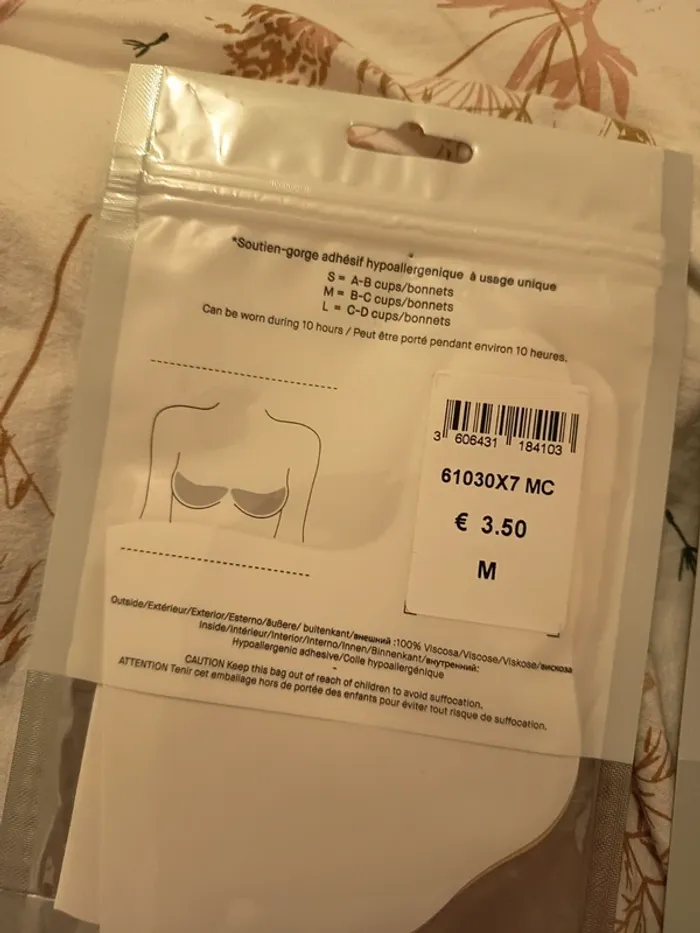 *Soutien-gorge adhésif hypoallergenique à usage unique
S = A-B cups/bonnets
M = B-C cups/bonnets
L = C-D cups/bonnets
Can be worn during 10 hours / Peut être porté pendant environ 10 heures.
3 606431 184103
61030X7 MC
€ 3.50
M
Outside/Extérieur/Exterior/Esterno/äußere/ buitenkant/внешний :100% Viscosa/Viscose/Viskose/вискоза
Inside/intérieur/Interior/Interno/Innen/Binnenkant/внутренний:
Hypoallergenic adhesive/Colle hypoallergénique
CAUTION Keep this bag out of reach of children to avoid suffocation.
ATTENTION Tenir cet emballage hors de portée des enfants pour éviter tout risque de suffocation.